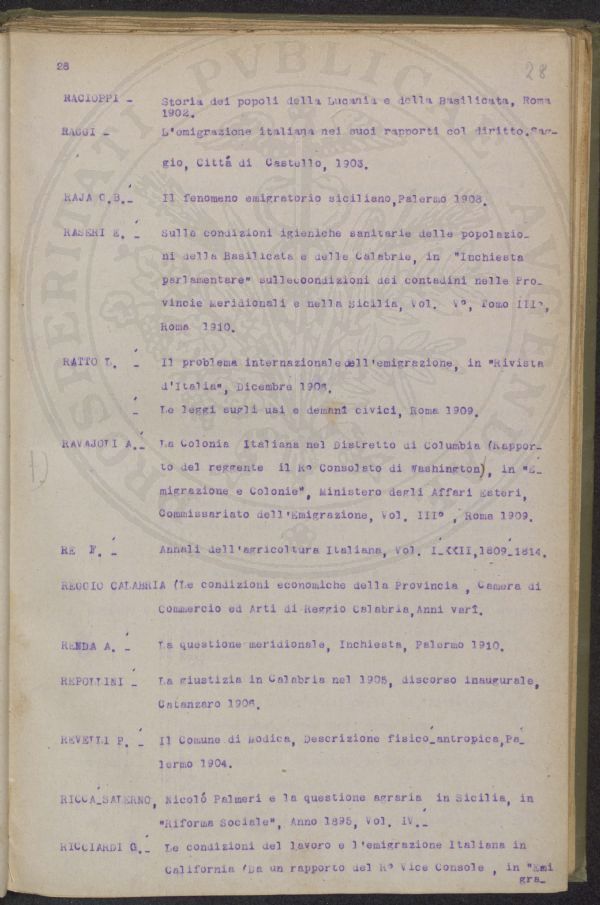 28 28
RACIOPPI - Storia dei popoli della Lucania e della Basilicata, Roma
1902.
RAGGI - L'emigrazione italiana nei suoi rapporti col diritto.Sag-
gio, Cittá di Castello, 1903.
RAJA G.B.- Il fenomeno emigratorio siciliano,Palermo 1908.
RASERI E. - Sulle condizioni igieniche sanitarie delle popolazio-
ni della Basilicata e delle Calabrie, in "Inchiesta
parlamentare" sullecondizioni dei contadini nelle Pro-
vincie Meridionali e nella Sicilia, Vol. V°, Tomo III°,
Roma 1910.
RATTO L. - Il problema internazionale dell'emigrazione, in "Rivista
d'Italia", Dicembre 1906.
- Le leggi sugli usi e demanî civici, Roma 1909.
RAVAJOLI A.- La Colonia Italiana nel Distretto di Columbia (Rappor-
to del reggente il R° Consolato di Washington), in "E-
migrazione e Colonie", Ministero degli Affari Esteri,
Commissariato dell'Emigrazione, Vol. III° , Roma 1909.
RE F. - Annali dell'agricoltura Italiana, Vol. I-XXII,1809-1814.
REGGIO CALABRIA (Le condizioni economiche della Provincia , Camera di
Commercio ed Arti di Reggio Calabria,Anni varî.
RENDA A. - La questione meridionale, Inchiesta, Palermo 1910.
REPOLLINI - La giustizia in Calabria nel 1905, discorso inaugurale,
Catanzaro 1906.
REVELLI P. - Il Comune di Modica, Descrizione fisico-antropica,Pa-
lermo 1904.
RICCA-SALERNO, Nicoló Palmeri e la questione agraria in Sicilia, in
"Riforma Sociale", Anno 1895, Vol. IV.-
RICCIARDI G.- Le condizioni del lavoro e l'emigrazione Italiana in
California (Da un rapporto del R° Vice Console , in "Emi
gra-